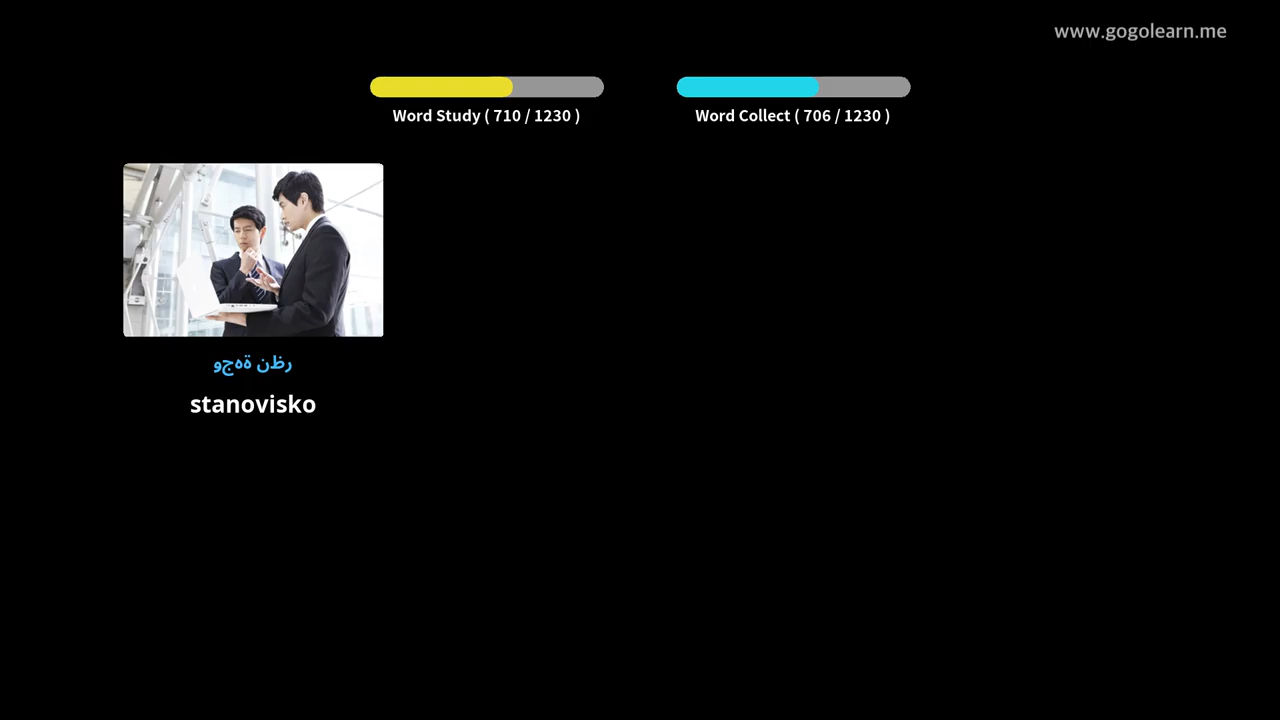 www.gogolearn.me
Word Study ( 710 / 1230 )
Word Collect ( 706 / 1230 )
رظن ةهجو
stanovisko